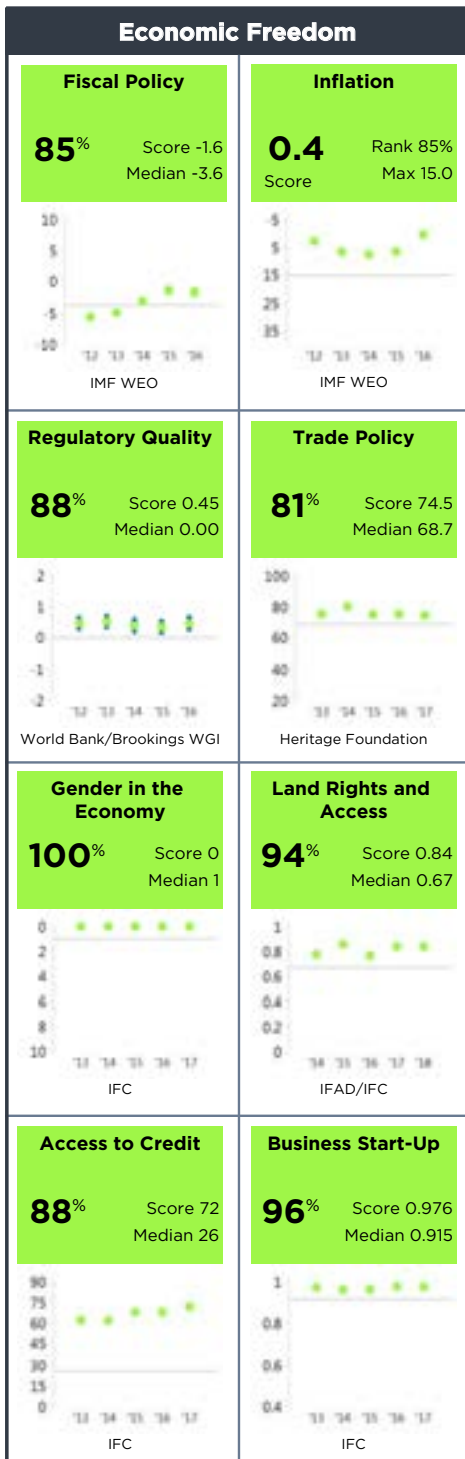 Economic Freedom
Fiscal Policy
85%
Score -1.6
Median -3.6
10
5
0
-5
-10
'12 '13 '14 '15 '16
IMF WEO
Inflation
0.4
Score
Rank 85%
Max 15.0
-5
5
15
25
35
'12 '13 '14 '15 '16
IMF WEO
Regulatory Quality
88%
Score 0.45
Median 0.00
2
1
0
-1
-2
'12 '13 '14 '15 '16
World Bank/Brookings WGI
Trade Policy
81%
Score 74.5
Median 68.7
100
80
60
40
20
'13 '14 '15 '16 '17
Heritage Foundation
Gender in the
Economy
100%
Score 0
Median 1
0
2
4
6
8
10
'13 '14 '15 '16 '17
IFC
Land Rights and
Access
94%
Score 0.84
Median 0.67
1
0.8
0.6
0.4
0.2
0
'14 '15 '16 '17 '18
IFAD/IFC
Access to Credit
88%
Score 72
Median 26
90
75
60
45
30
15
0
'13 '14 '15 '16 '17
IFC
Business Start-Up
96%
Score 0.976
Median 0.915
1
0.8
0.6
0.4
'13 '14 '15 '16 '17
IFC